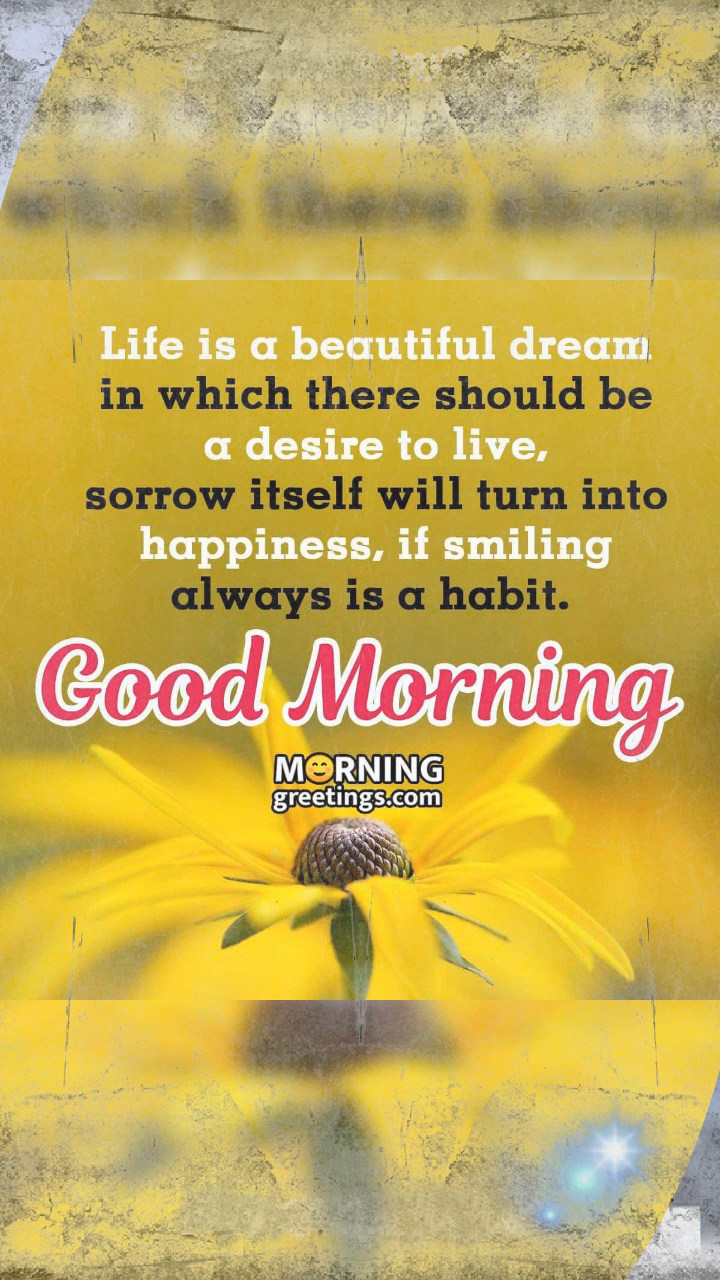 Life is a beautiful dream
in which there should be
a desire to live,
sorrow itself will turn into
happiness, if smiling
always is a habit.
Good Morning
MORNING
greetings.com